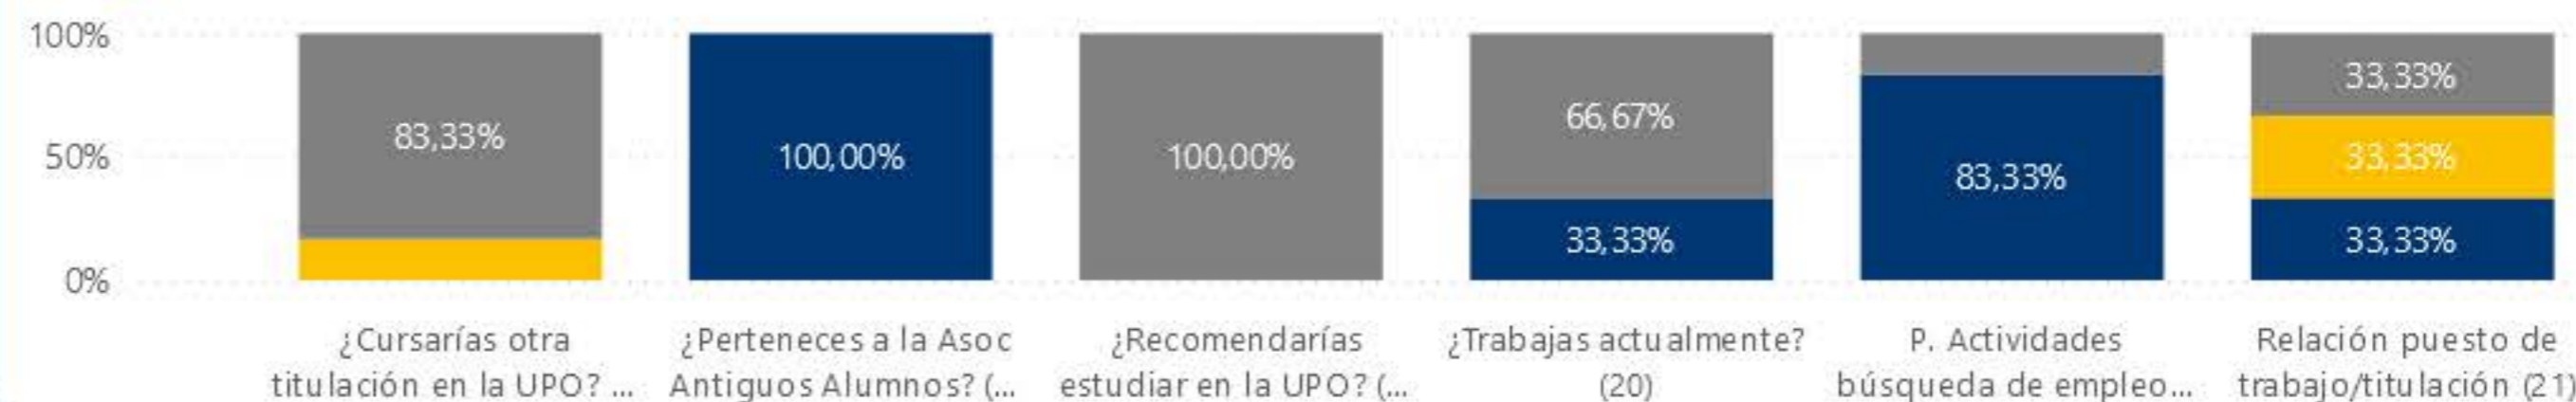 100%
50%
0%
83,33%
100,00%
100,00%
66,67%
33,33%
83,33%
33,33%
33,33%
33,33%
¿Cursarías otra
titulación en la UPO? ...
¿Perteneces a la Asoc
Antiguos Alumnos? (...
¿Recomendarías
estudiar en la UPO? (...
¿Trabajas actualmente?
(20)
P. Actividades
búsqueda de empleo...
Relación puesto de
trabajo/titulación (21)